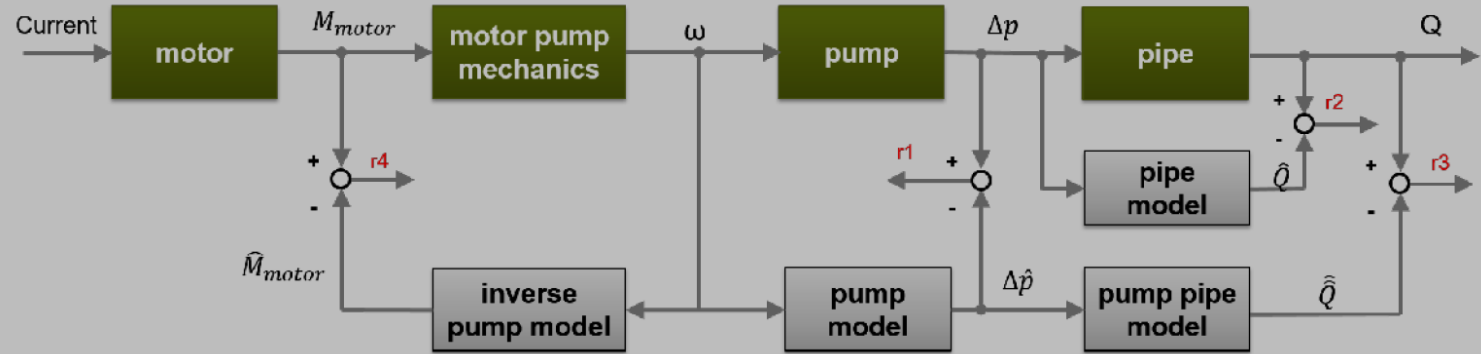 Current
motor
M_motor
motor pump
mechanics
ω
pump
Δp
pipe
Q
+
-
r2
+
-
r4
r1
+
-
pipe
model
Q̂
+
-
r3
M̂_motor
inverse
pump model
pump
model
Δp̂
pump pipe
model
Q̂̂